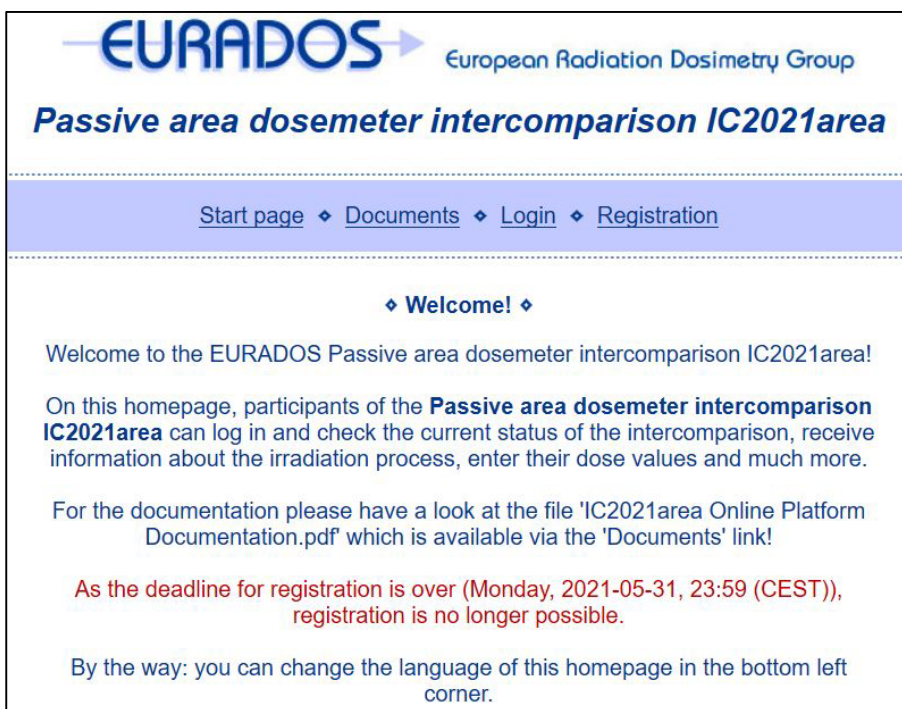 EURADOS European Radiation Dosimetry Group
Passive area dosemeter intercomparison IC2021area
Start page ⋄ Documents ⋄ Login ⋄ Registration
⋄ Welcome! ⋄
Welcome to the EURADOS Passive area dosemeter intercomparison IC2021area!
On this homepage, participants of the Passive area dosemeter intercomparison
IC2021area can log in and check the current status of the intercomparison, receive
information about the irradiation process, enter their dose values and much more.
For the documentation please have a look at the file 'IC2021area Online Platform
Documentation.pdf' which is available via the 'Documents' link!
As the deadline for registration is over (Monday, 2021-05-31, 23:59 (CEST)),
registration is no longer possible.
By the way: you can change the language of this homepage in the bottom left
corner.